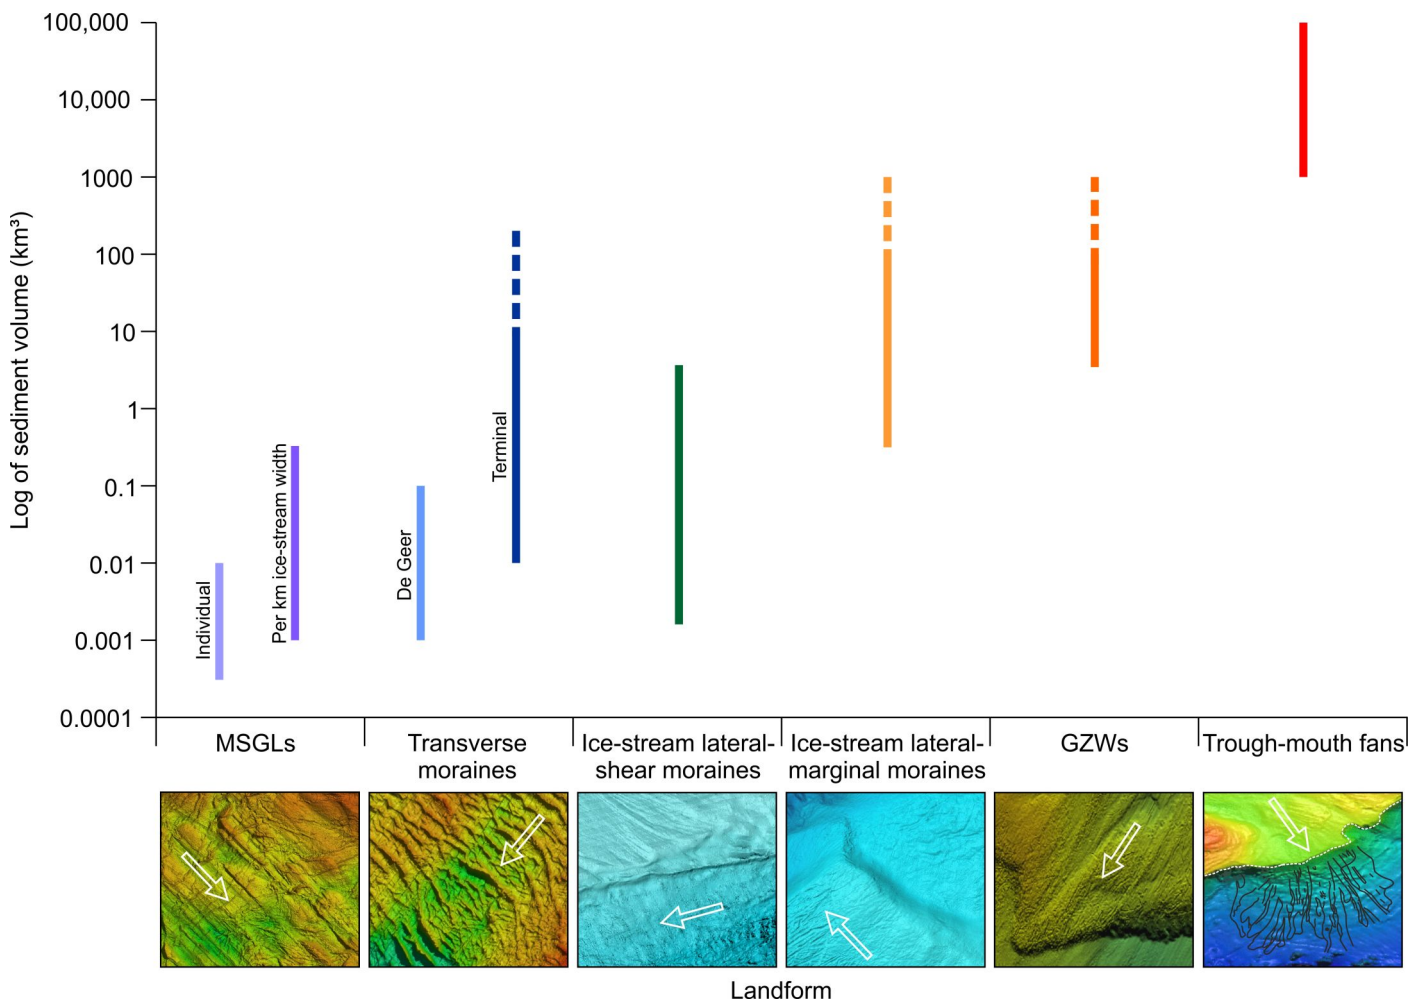 Log of sediment volume (km³)
100,000
10,000
1000
100
10
1
0.1
0.01
0.001
0.0001
Individual
Per km ice-stream width
De Geer
Terminal
MSGLs
Transverse
moraines
Ice-stream lateral-
shear moraines
Ice-stream lateral-
marginal moraines
GZWs
Trough-mouth fans
Landform